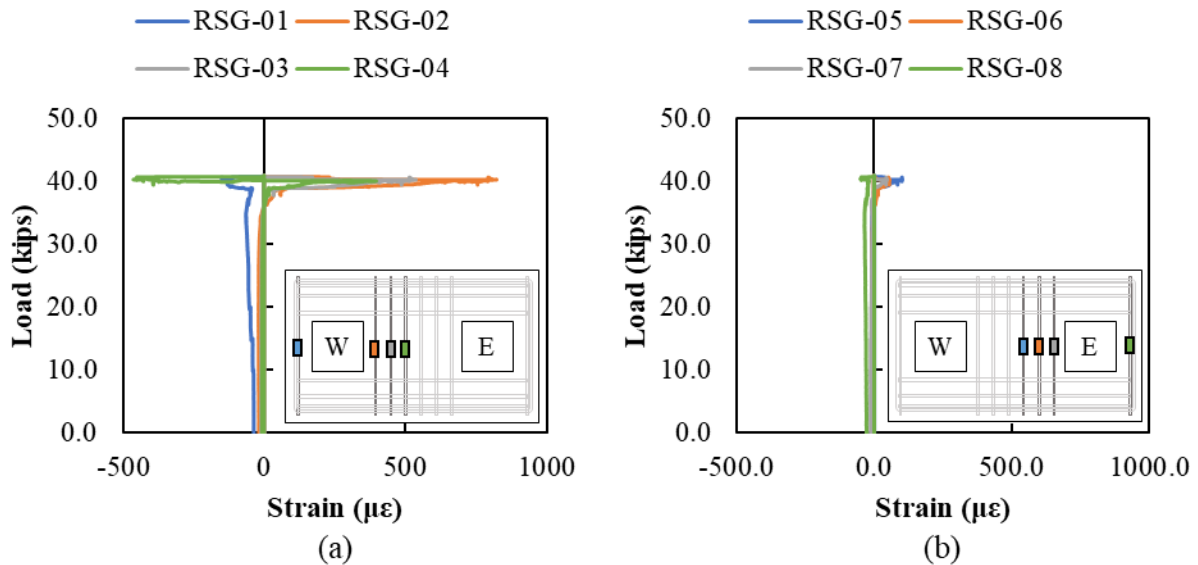 RSG-01 RSG-02
RSG-03 RSG-04
50.0
40.0
30.0
20.0
10.0
0.0
Load (kips)
W E
-500 0 500 1000
Strain (με)
(a)
RSG-05 RSG-06
RSG-07 RSG-08
50.0
40.0
30.0
20.0
10.0
0.0
Load (kips)
W E
-500.0 0.0 500.0 1000.0
Strain (με)
(b)